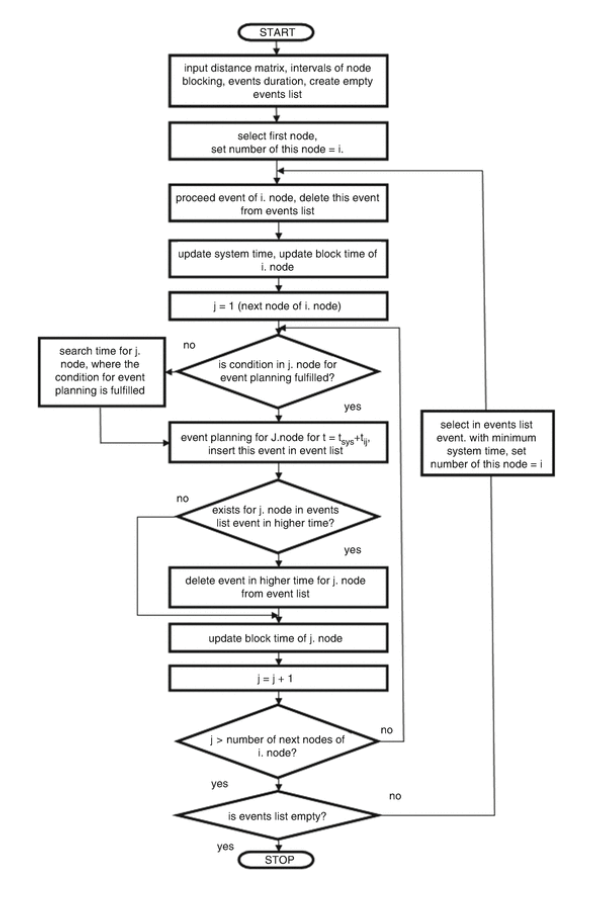 START
input distance matrix, intervals of node
blocking, events duration, create empty
events list
select first node,
set number of this node = i.
proceed event of i. node, delete this event
from events list
update system time, update block time of
i. node
j = 1 (next node of i. node)
no
search time for j.
node, where the
condition for event
planning is fulfilled
is condition in j. node for
event planning fulfilled?
yes
event planning for J.node for t = tsys+tij,
insert this event in event list
select in events list
event. with minimum
system time, set
number of this node = i
no
exists for j. node in events
list event in higher time?
yes
delete event in higher time for j. node
from event list
update block time of j. node
j = j + 1
j > number of next nodes of
i. node?
no
yes
is events list empty?
no
yes
STOP